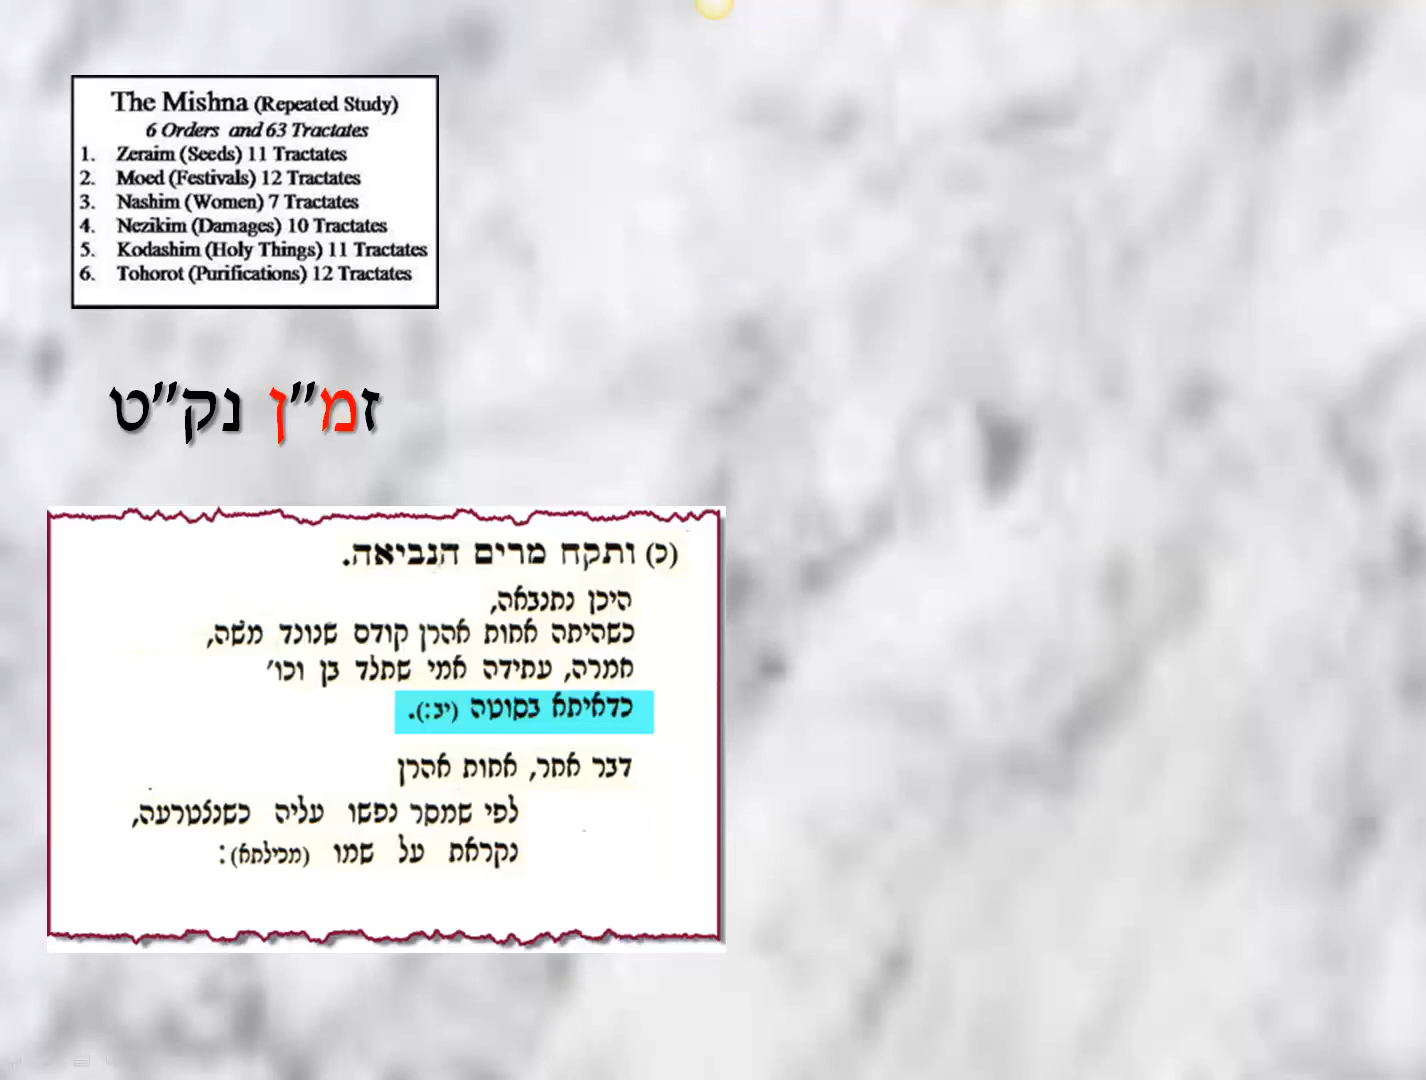 The Mishna (Repeated Study)
6 Orders and 63 Tractates
1. Zeraim (Seeds) 11 Tractates
2. Moed (Festivals) 12 Tractates
3. Nashim (Women) 7 Tractates
4. Nezikim (Damages) 10 Tractates
5. Kodashim (Holy Things) 11 Tractates
6. Tohorot (Purifications) 12 Tractates
זמ"ן נק"ט
(כ) ותקח מרים הנביאה.
היכן נתנבאה,
כשהיתה אחות אהרן קודם שנולד משה,
אמרה, עתידה אמי שתלד בן וכו'
כדאיתא בסוטה (יב:).
דבר אחר, אחות אהרן
לפי שמסר נפשו עליה כשנצטרעה,
נקראת על שמו (מכילתא):